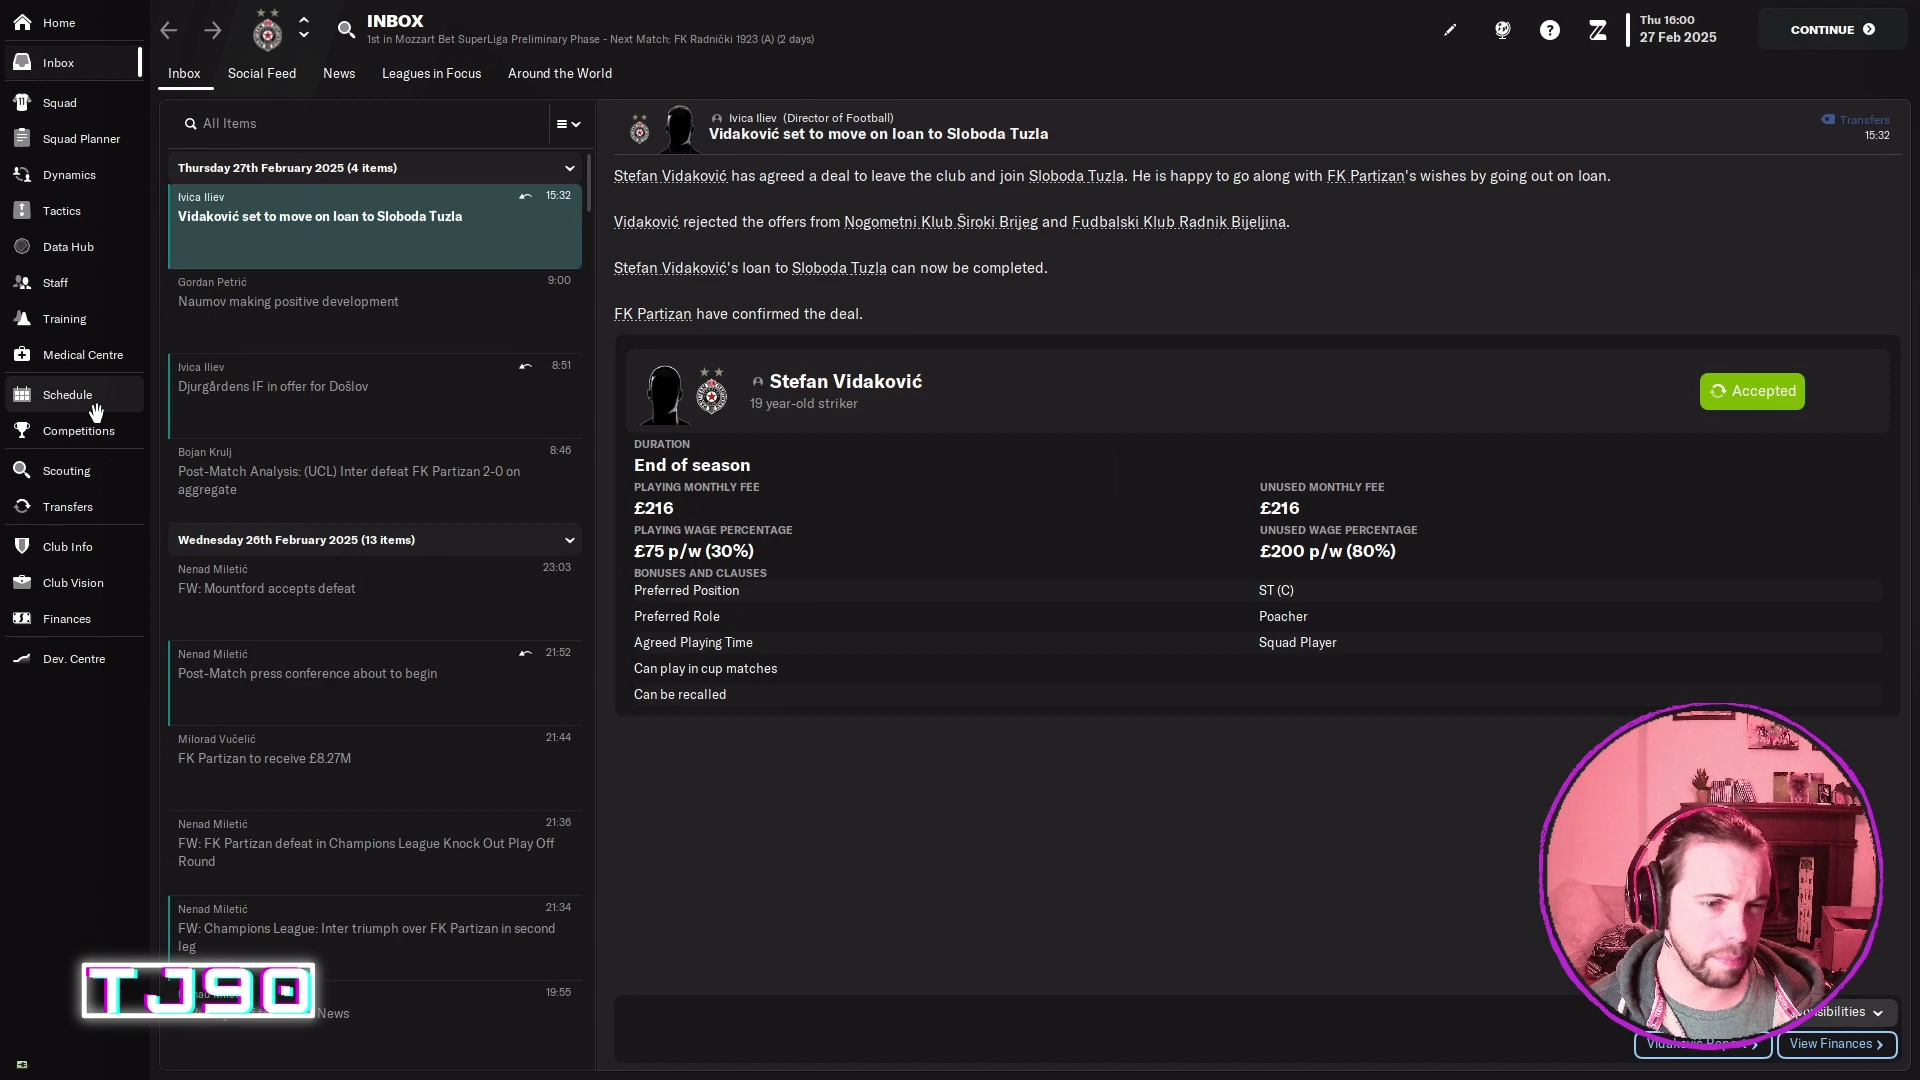 Home
Inbox
Squad
Squad Planner
Dynamics
Tactics
Data Hub
Staff
Training
Medical Centre
Schedule
Competitions
Scouting
Transfers
Club Info
Club Vision
Finances
Dev. Centre
INBOX
1st in Mozzart Bet SuperLiga Preliminary Phase - Next Match: FK Radnički 1923 (A) (2 days)
Thu 16:00
27 Feb 2025
CONTINUE
Inbox
Social Feed
News
Leagues in Focus
Around the World
All Items
Thursday 27th February 2025 (4 items)
Ivica Iliev
15:32
Vidaković set to move on loan to Sloboda Tuzla
Gordan Petrić
9:00
Naumov making positive development
Ivica Iliev
8:51
Djurgårdens IF in offer for Došlov
Bojan Krulj
8:46
Post-Match Analysis: (UCL) Inter defeat FK Partizan 2-0 on
aggregate
Wednesday 26th February 2025 (13 items)
Nenad Miletić
23:03
FW: Mountford accepts defeat
Nenad Miletić
21:52
Post-Match press conference about to begin
Milorad Vučelić
21:44
FK Partizan to receive £8.27M
Nenad Miletić
21:36
FW: FK Partizan defeat in Champions League Knock Out Play Off
Round
Nenad Miletić
21:34
FW: Champions League: Inter triumph over FK Partizan in second
leg
19:55
News
TJ90
Ivica Iliev (Director of Football)
Vidaković set to move on loan to Sloboda Tuzla
Transfers
15:32
Stefan Vidaković has agreed a deal to leave the club and join Sloboda Tuzla. He is happy to go along with FK Partizan's wishes by going out on loan.
Vidaković rejected the offers from Nogometni Klub Široki Brijeg and Fudbalski Klub Radnik Bijeljina.
Stefan Vidaković's loan to Sloboda Tuzla can now be completed.
FK Partizan have confirmed the deal.
Stefan Vidaković
19 year-old striker
Accepted
DURATION
End of season
PLAYING MONTHLY FEE
UNUSED MONTHLY FEE
£216
£216
PLAYING WAGE PERCENTAGE
UNUSED WAGE PERCENTAGE
£75 p/w (30%)
£200 p/w (80%)
BONUSES AND CLAUSES
Preferred Position
ST (C)
Preferred Role
Poacher
Agreed Playing Time
Squad Player
Can play in cup matches
Can be recalled
Vidaković Report
View Finances